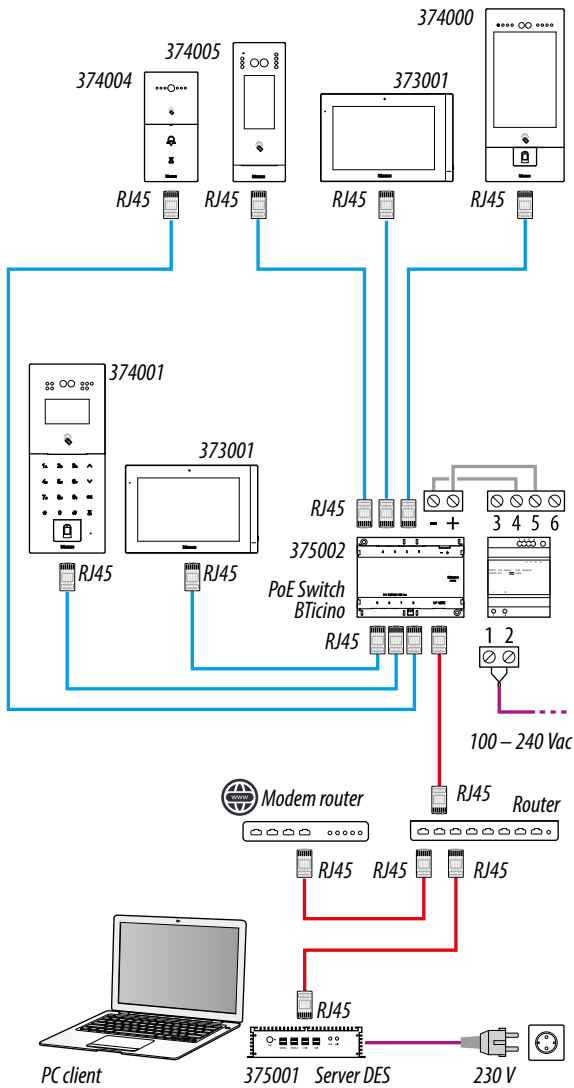 374000
374005
374004
373001
RJ45
RJ45
RJ45
RJ45
374001
373001
RJ45
- +
3 4 5 6
375002
PoE Switch
BTicino
RJ45
RJ45
RJ45
1 2
100 – 240 Vac
RJ45
www
Modem router
Router
RJ45
RJ45
RJ45
RJ45
PC client
375001 Server DES
230 V